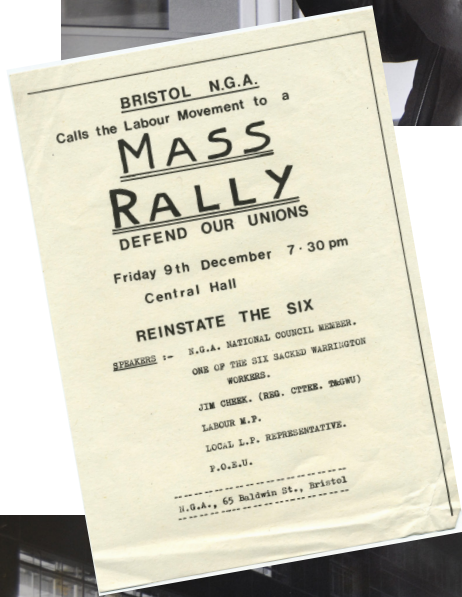 BRISTOL N.G.A.
Calls the Labour Movement to a
MASS
RALLY
DEFEND OUR UNIONS
Friday 9th December 7·30 pm
Central Hall
REINSTATE THE SIX
SPEAKERS :- N.G.A. NATIONAL COUNCIL MEMBER.
ONE OF THE SIX SACKED WARRINGTON
WORKERS.
JIM CHEEK. (REG. CTTEE. T&GWU)
LABOUR M.P.
LOCAL L.P. REPRESENTATIVE.
P.O.E.U.
N.G.A., 65 Baldwin St., Bristol